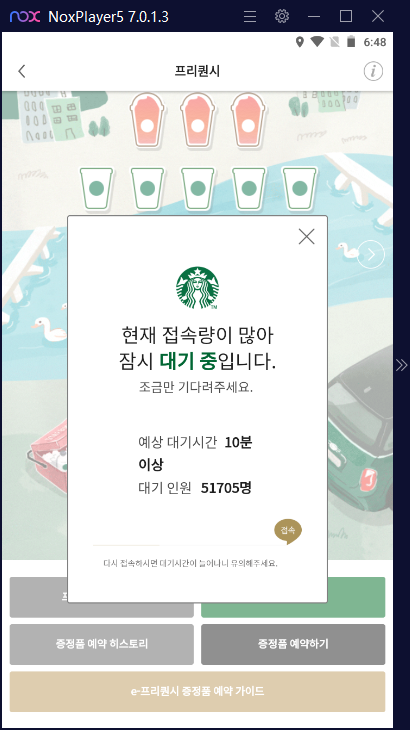 nox NoxPlayer5 7.0.1.3
6:48
프리퀀시
현재 접속량이 많아
잠시 대기 중입니다.
조금만 기다려주세요.
예상 대기시간 10분
이상
대기 인원 51705명
접속
다시 접속하시면 대기시간이 늘어나니 유의해주세요.
증정품 예약 히스토리
증정품 예약하기
e-프리퀀시 증정품 예약 가이드